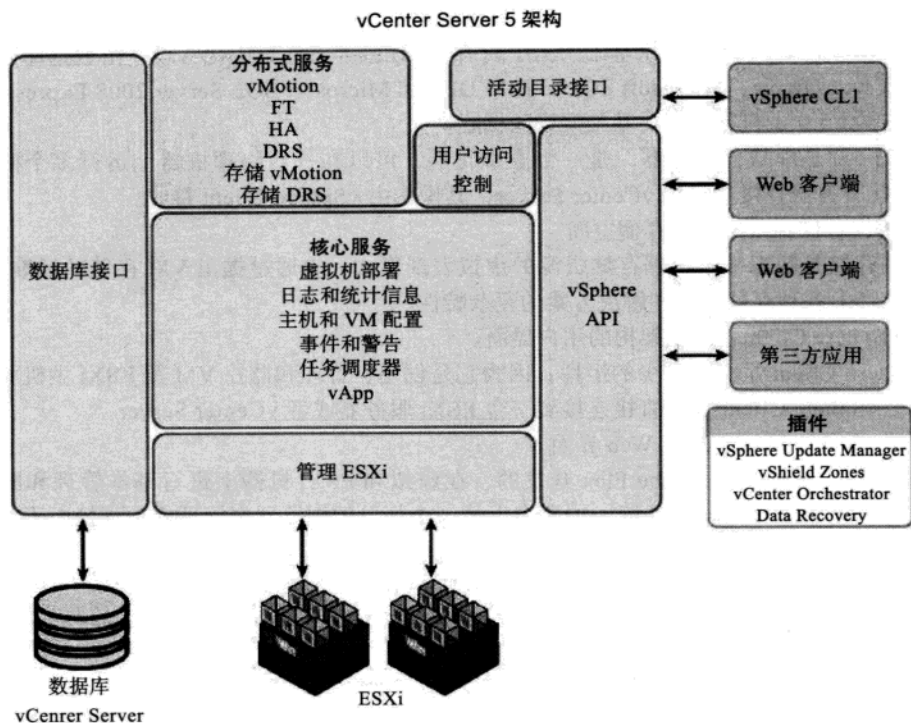 vCenter Server 5 架构
数据库接口
分布式服务
vMotion
FT
HA
DRS
存储 vMotion
存储 DRS
活动目录接口
用户访问
控制
核心服务
虚拟机部署
日志和统计信息
主机和 VM 配置
事件和警告
任务调度器
vApp
管理 ESXi
vSphere
API
vSphere CL1
Web 客户端
Web 客户端
第三方应用
插件
vSphere Update Manager
vShield Zones
vCenter Orchestrator
Data Recovery
数据库
vCenrer Server
ESXi